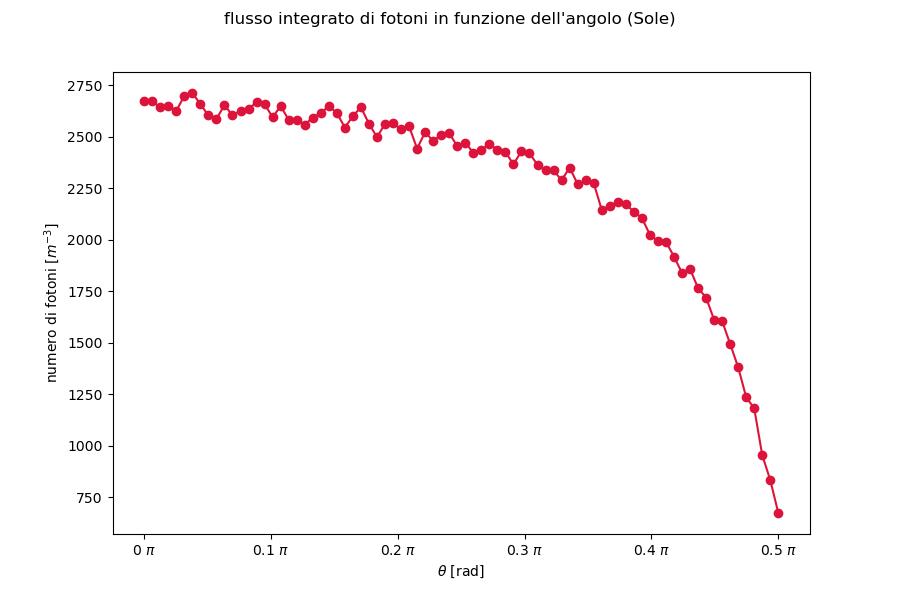 flusso integrato di fotoni in funzione dell'angolo (Sole)
numero di fotoni [$m^{-3}$]
2750
2500
2250
2000
1750
1500
1250
1000
750
0 π
0.1 π
0.2 π
0.3 π
0.4 π
0.5 π
θ [rad]